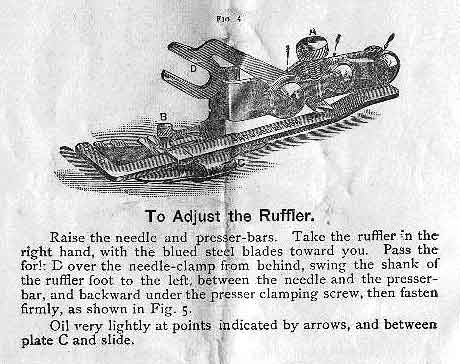 FIG. 4
A
D
B
C
To Adjust the Ruffler.
Raise the needle and presser-bars. Take the ruffler in the
right hand, with the blued steel blades toward you. Pass the
fork D over the needle-clamp from behind, swing the shank of
the ruffler foot to the left, between the needle and the presser-
bar, and backward under the presser clamping screw, then fasten
firmly, as shown in Fig. 5.
Oil very lightly at points indicated by arrows, and between
plate C and slide.